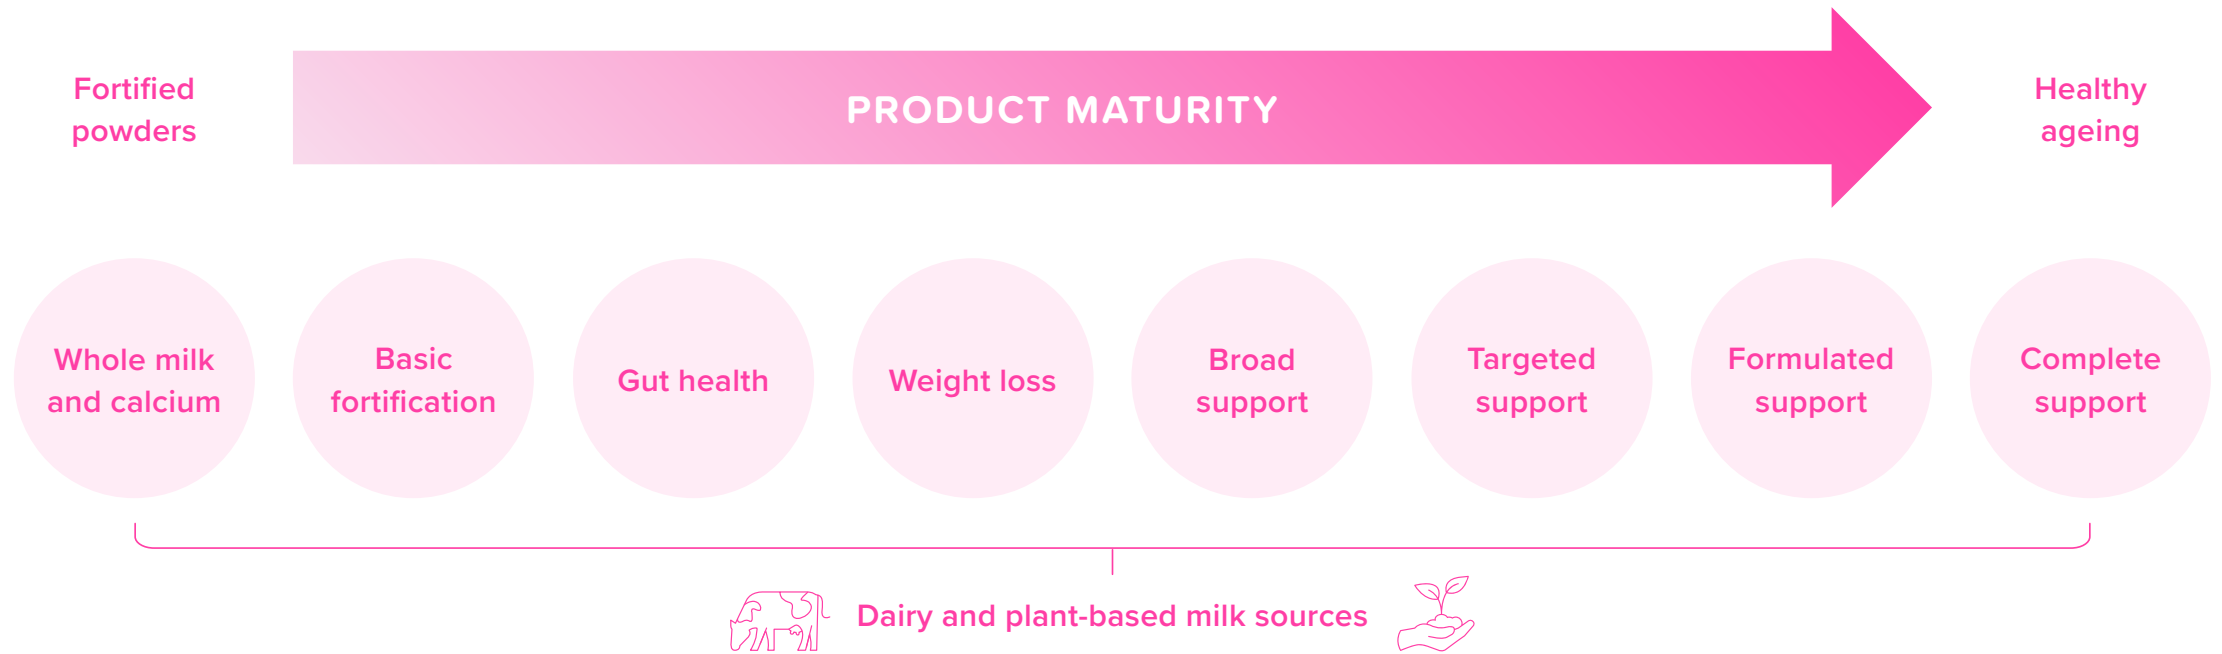 Fortified
powders
PRODUCT MATURITY
Healthy
ageing
Whole milk
and calcium
Basic
fortification
Gut health
Weight loss
Broad
support
Targeted
support
Formulated
support
Complete
support
Dairy and plant-based milk sources